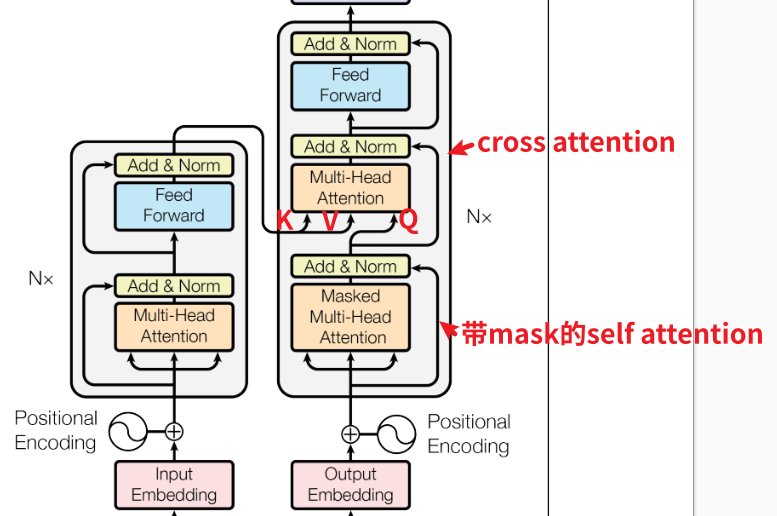 Add & Norm
Feed
Forward
Add & Norm
cross attention
Multi-Head
Attention
K V Q
N×
Add & Norm
Masked
Multi-Head
Attention
带mask的self attention
Positional
Encoding
Output
Embedding
Add & Norm
Feed
Forward
N×
Add & Norm
Multi-Head
Attention
Positional
Encoding
Input
Embedding